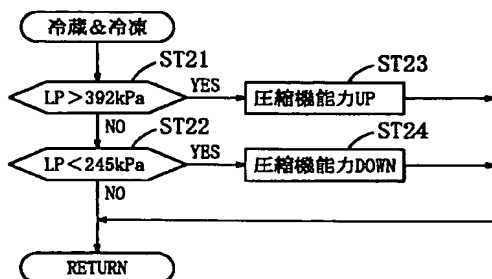 冷蔵&冷凍
ST21
LP>392kPa
YES
ST23
圧縮機能力UP
NO
ST22
LP<245kPa
YES
ST24
圧縮機能力DOWN
NO
RETURN